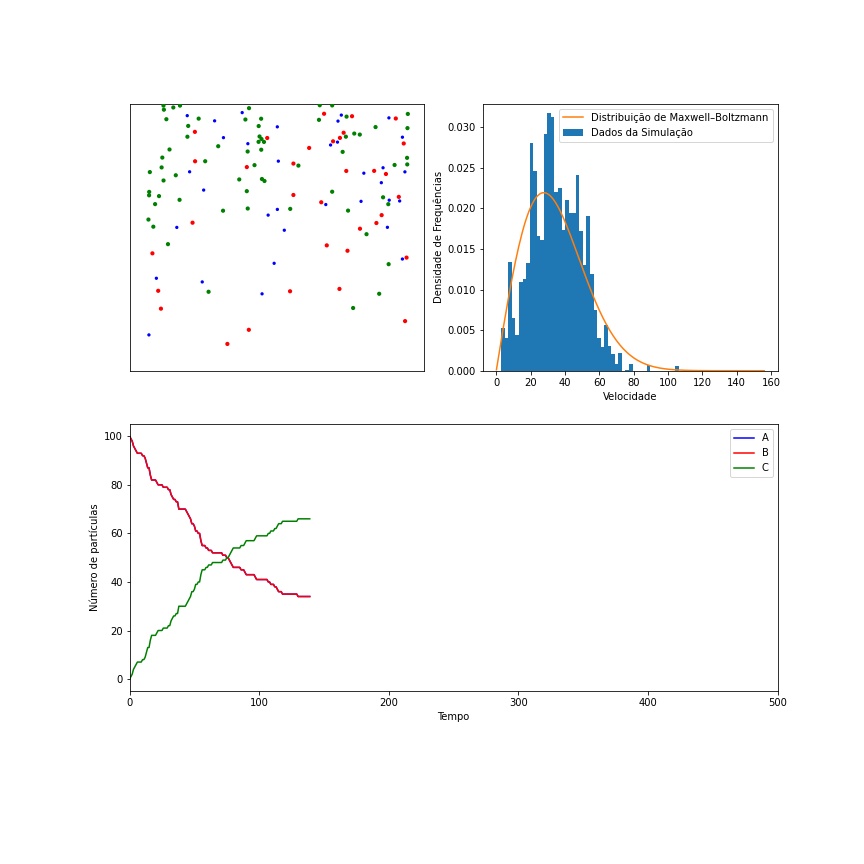 Distribuição de Maxwell–Boltzmann
Dados da Simulação
Densidade de Frequências
0.030
0.025
0.020
0.015
0.010
0.005
0.000
0 20 40 60 80 100 120 140 160
Velocidade
A
B
C
Número de partículas
100
80
60
40
20
0
0 100 200 300 400 500
Tempo